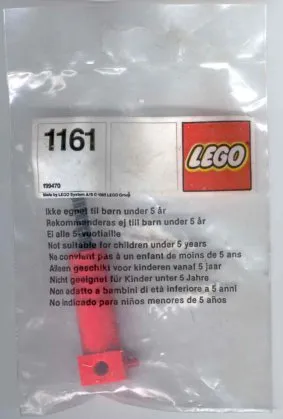 1161
LEGO
199470
Made by LEGO System A/S © 1985 LEGO Group
Ikke egnet til børn under 5 år
Rekommenderas ej till barn under 5 år
Ei alle 5-vuotiaille
Not suitable for children under 5 years
Ne convient pas à un enfant de moins de 5 ans
Alleen geschikt voor kinderen vanaf 5 jaar
Nicht geeignet für Kinder unter 5 Jahre
Non adatto a bambini di età inferiore a 5 anni
No indicado para niños menores de 5 años